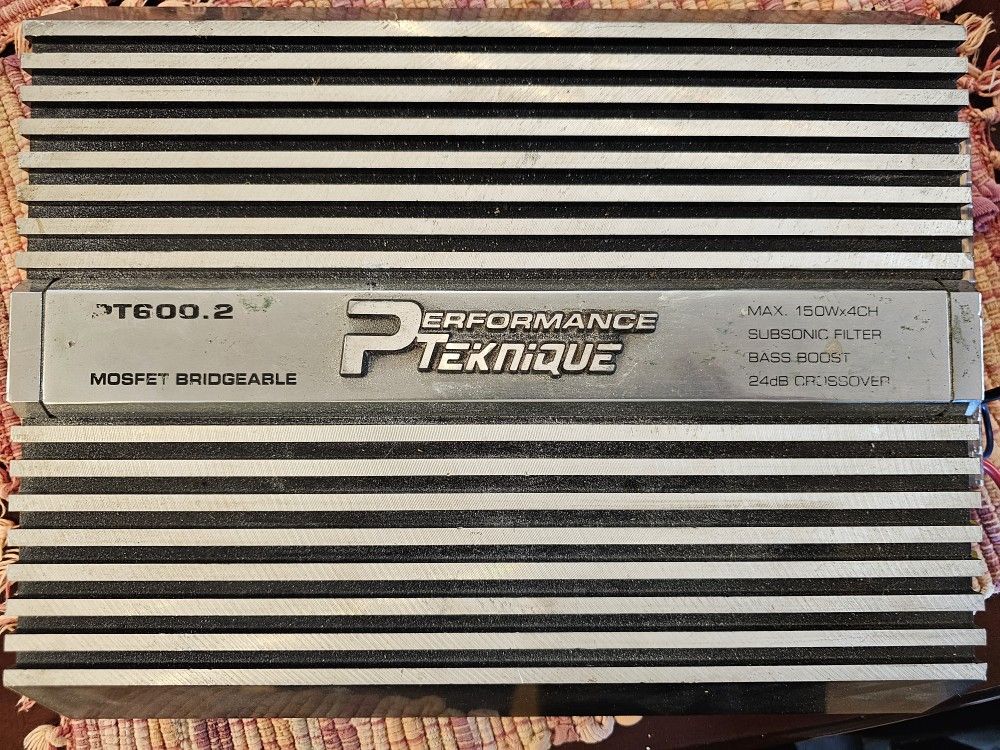 PT600.2
MOSFET BRIDGEABLE
PERFORMANCE
TEKNIQUE
MAX. 150Wx4CH
SUBSONIC FILTER
BASS BOOST
24dB CROSSOVER